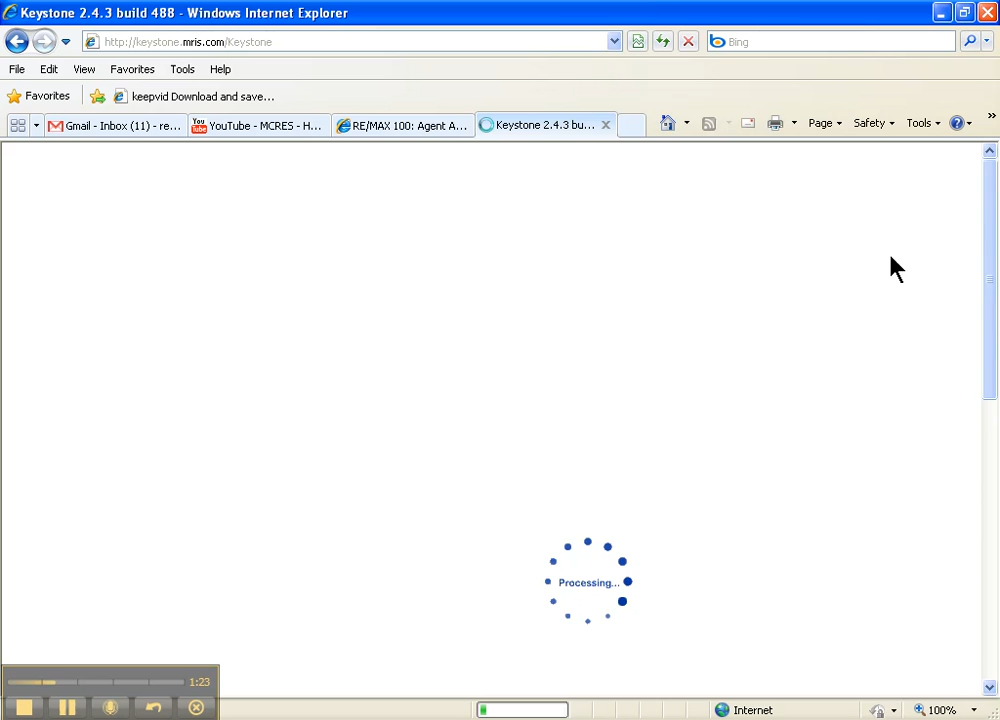 Keystone 2.4.3 build 488 - Windows Internet Explorer
http://keystone.mris.com/Keystone
Bing
File Edit View Favorites Tools Help
Favorites keepvid Download and save...
Gmail - Inbox (11) - re... You Tube YouTube - MCRES - H... RE/MAX 100: Agent A... Keystone 2.4.3 bu... Page Safety Tools »
Processing...
1:23
Internet 100%